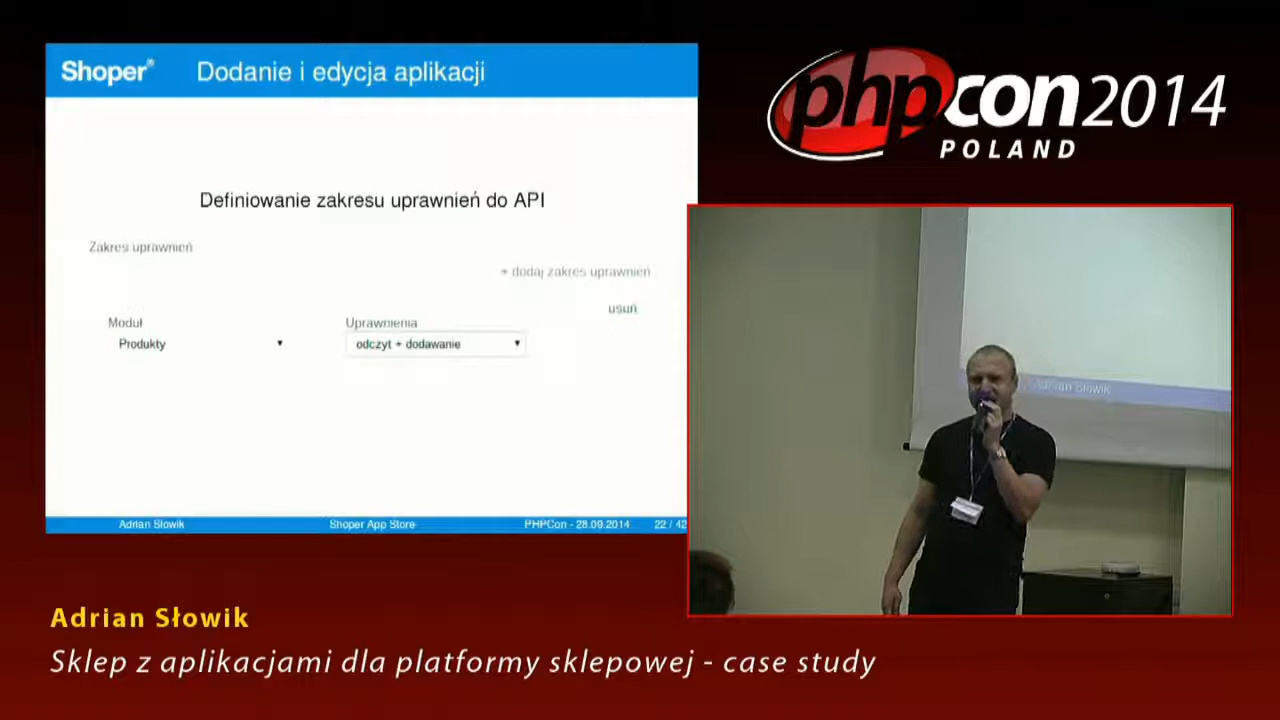 Shoper® Dodanie i edycja aplikacji
Definiowanie zakresu uprawnień do API
Zakres uprawnień
+ dodaj zakres uprawnień
usuń
Moduł Uprawnienia
Produkty odczyt + dodawanie
Adrian Słowik Shoper App Store PHPCon - 28.09.2014 22 / 42
phpcon2014
POLAND
Adrian Słowik
Adrian Słowik
Sklep z aplikacjami dla platformy sklepowej - case study